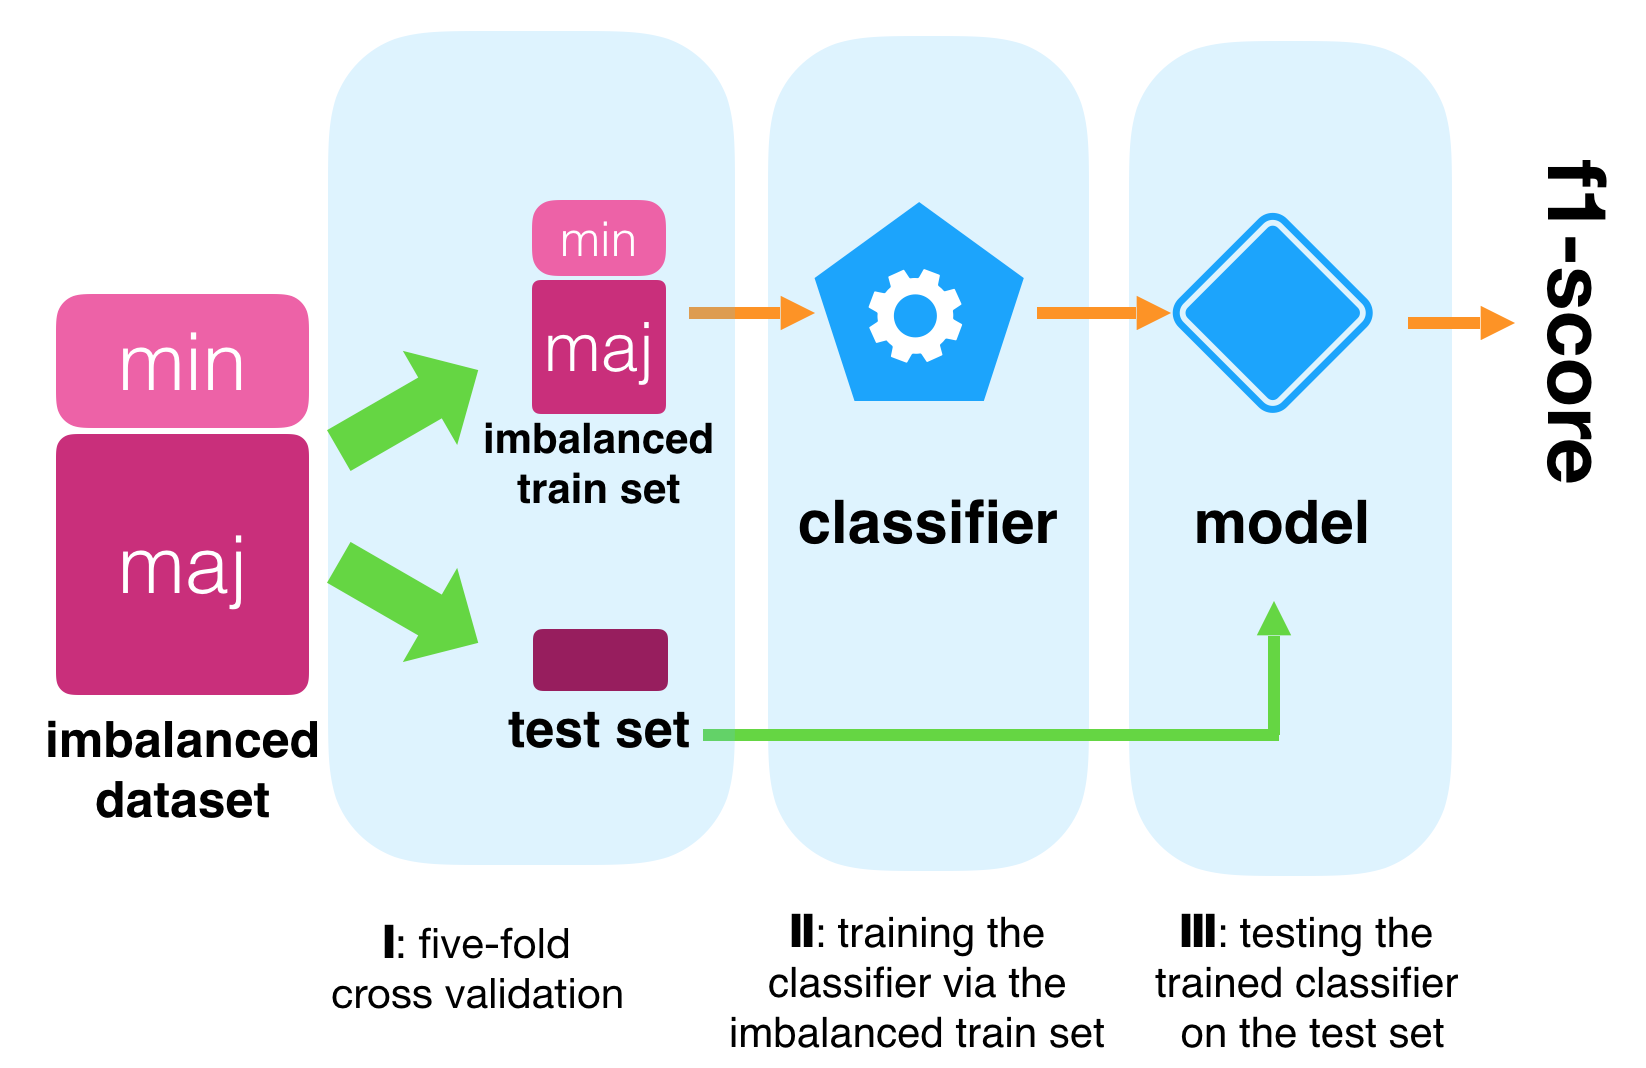 min
maj
imbalanced
dataset
min
maj
imbalanced
train set
test set
classifier
model
f1-score
I: five-fold
cross validation
II: training the
classifier via the
imbalanced train set
III: testing the
trained classifier
on the test set